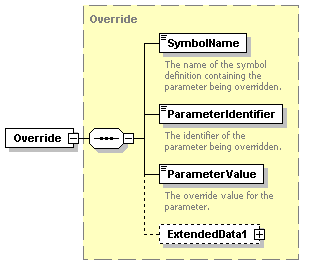 Override
SymbolName
The name of the symbol
definition containing the
parameter being overridden.
ParameterIdentifier
The identifier of the
parameter being overridden.
Override
ParameterValue
The override value for the
parameter.
ExtendedData1